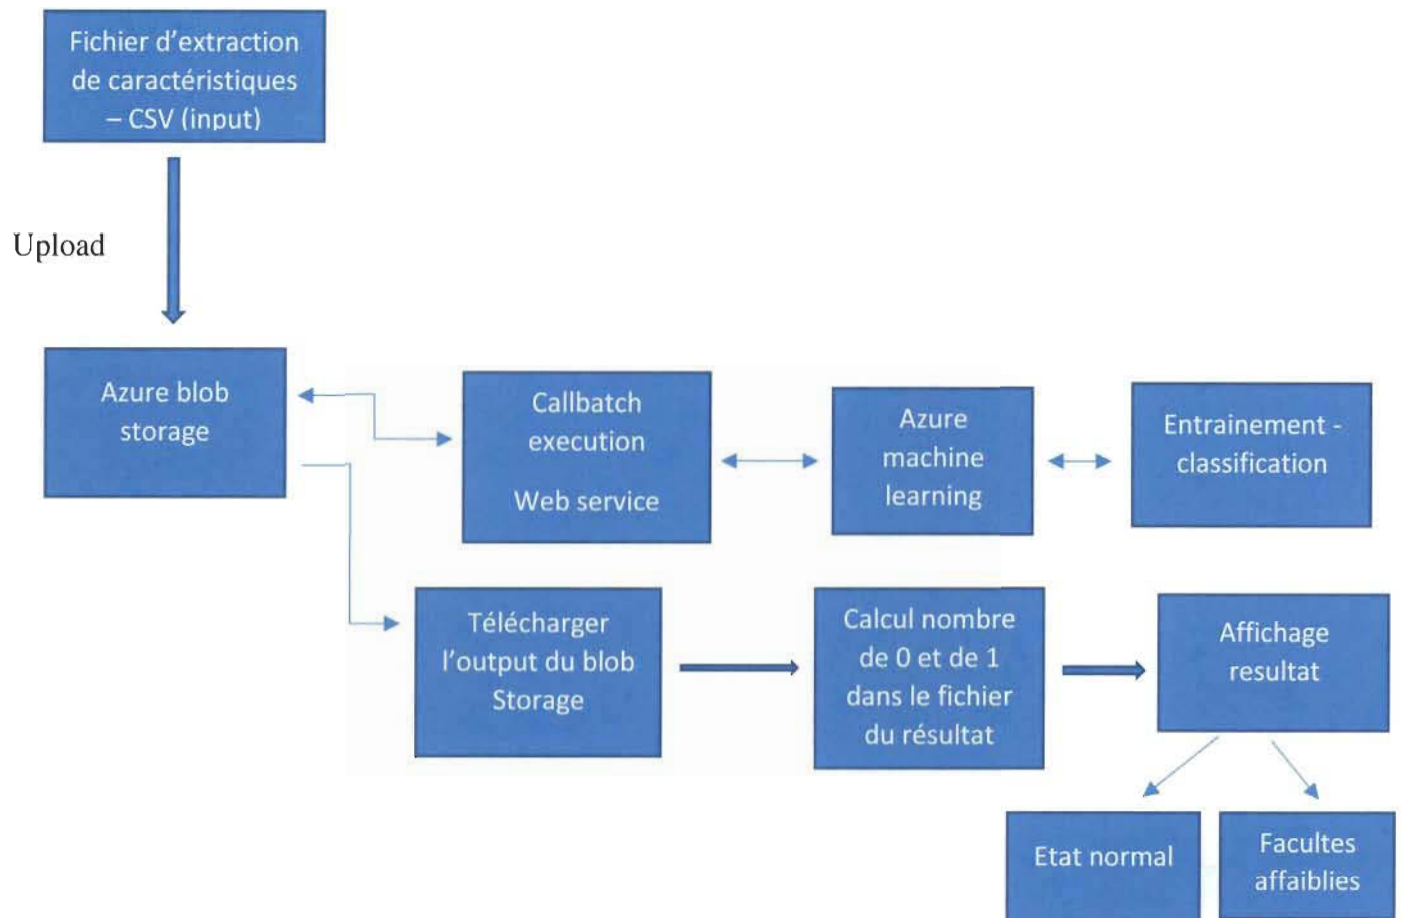 Fichier d'extraction
de caractéristiques
– CSV (input)
Upload
Azure blob
storage
Callbatch
execution
Web service
Azure
machine
learning
Entrainement -
classification
Télécharger
l'output du blob
Storage
Calcul nombre
de 0 et de 1
dans le fichier
du résultat
Affichage
resultat
Etat normal
Facultes
affaiblies